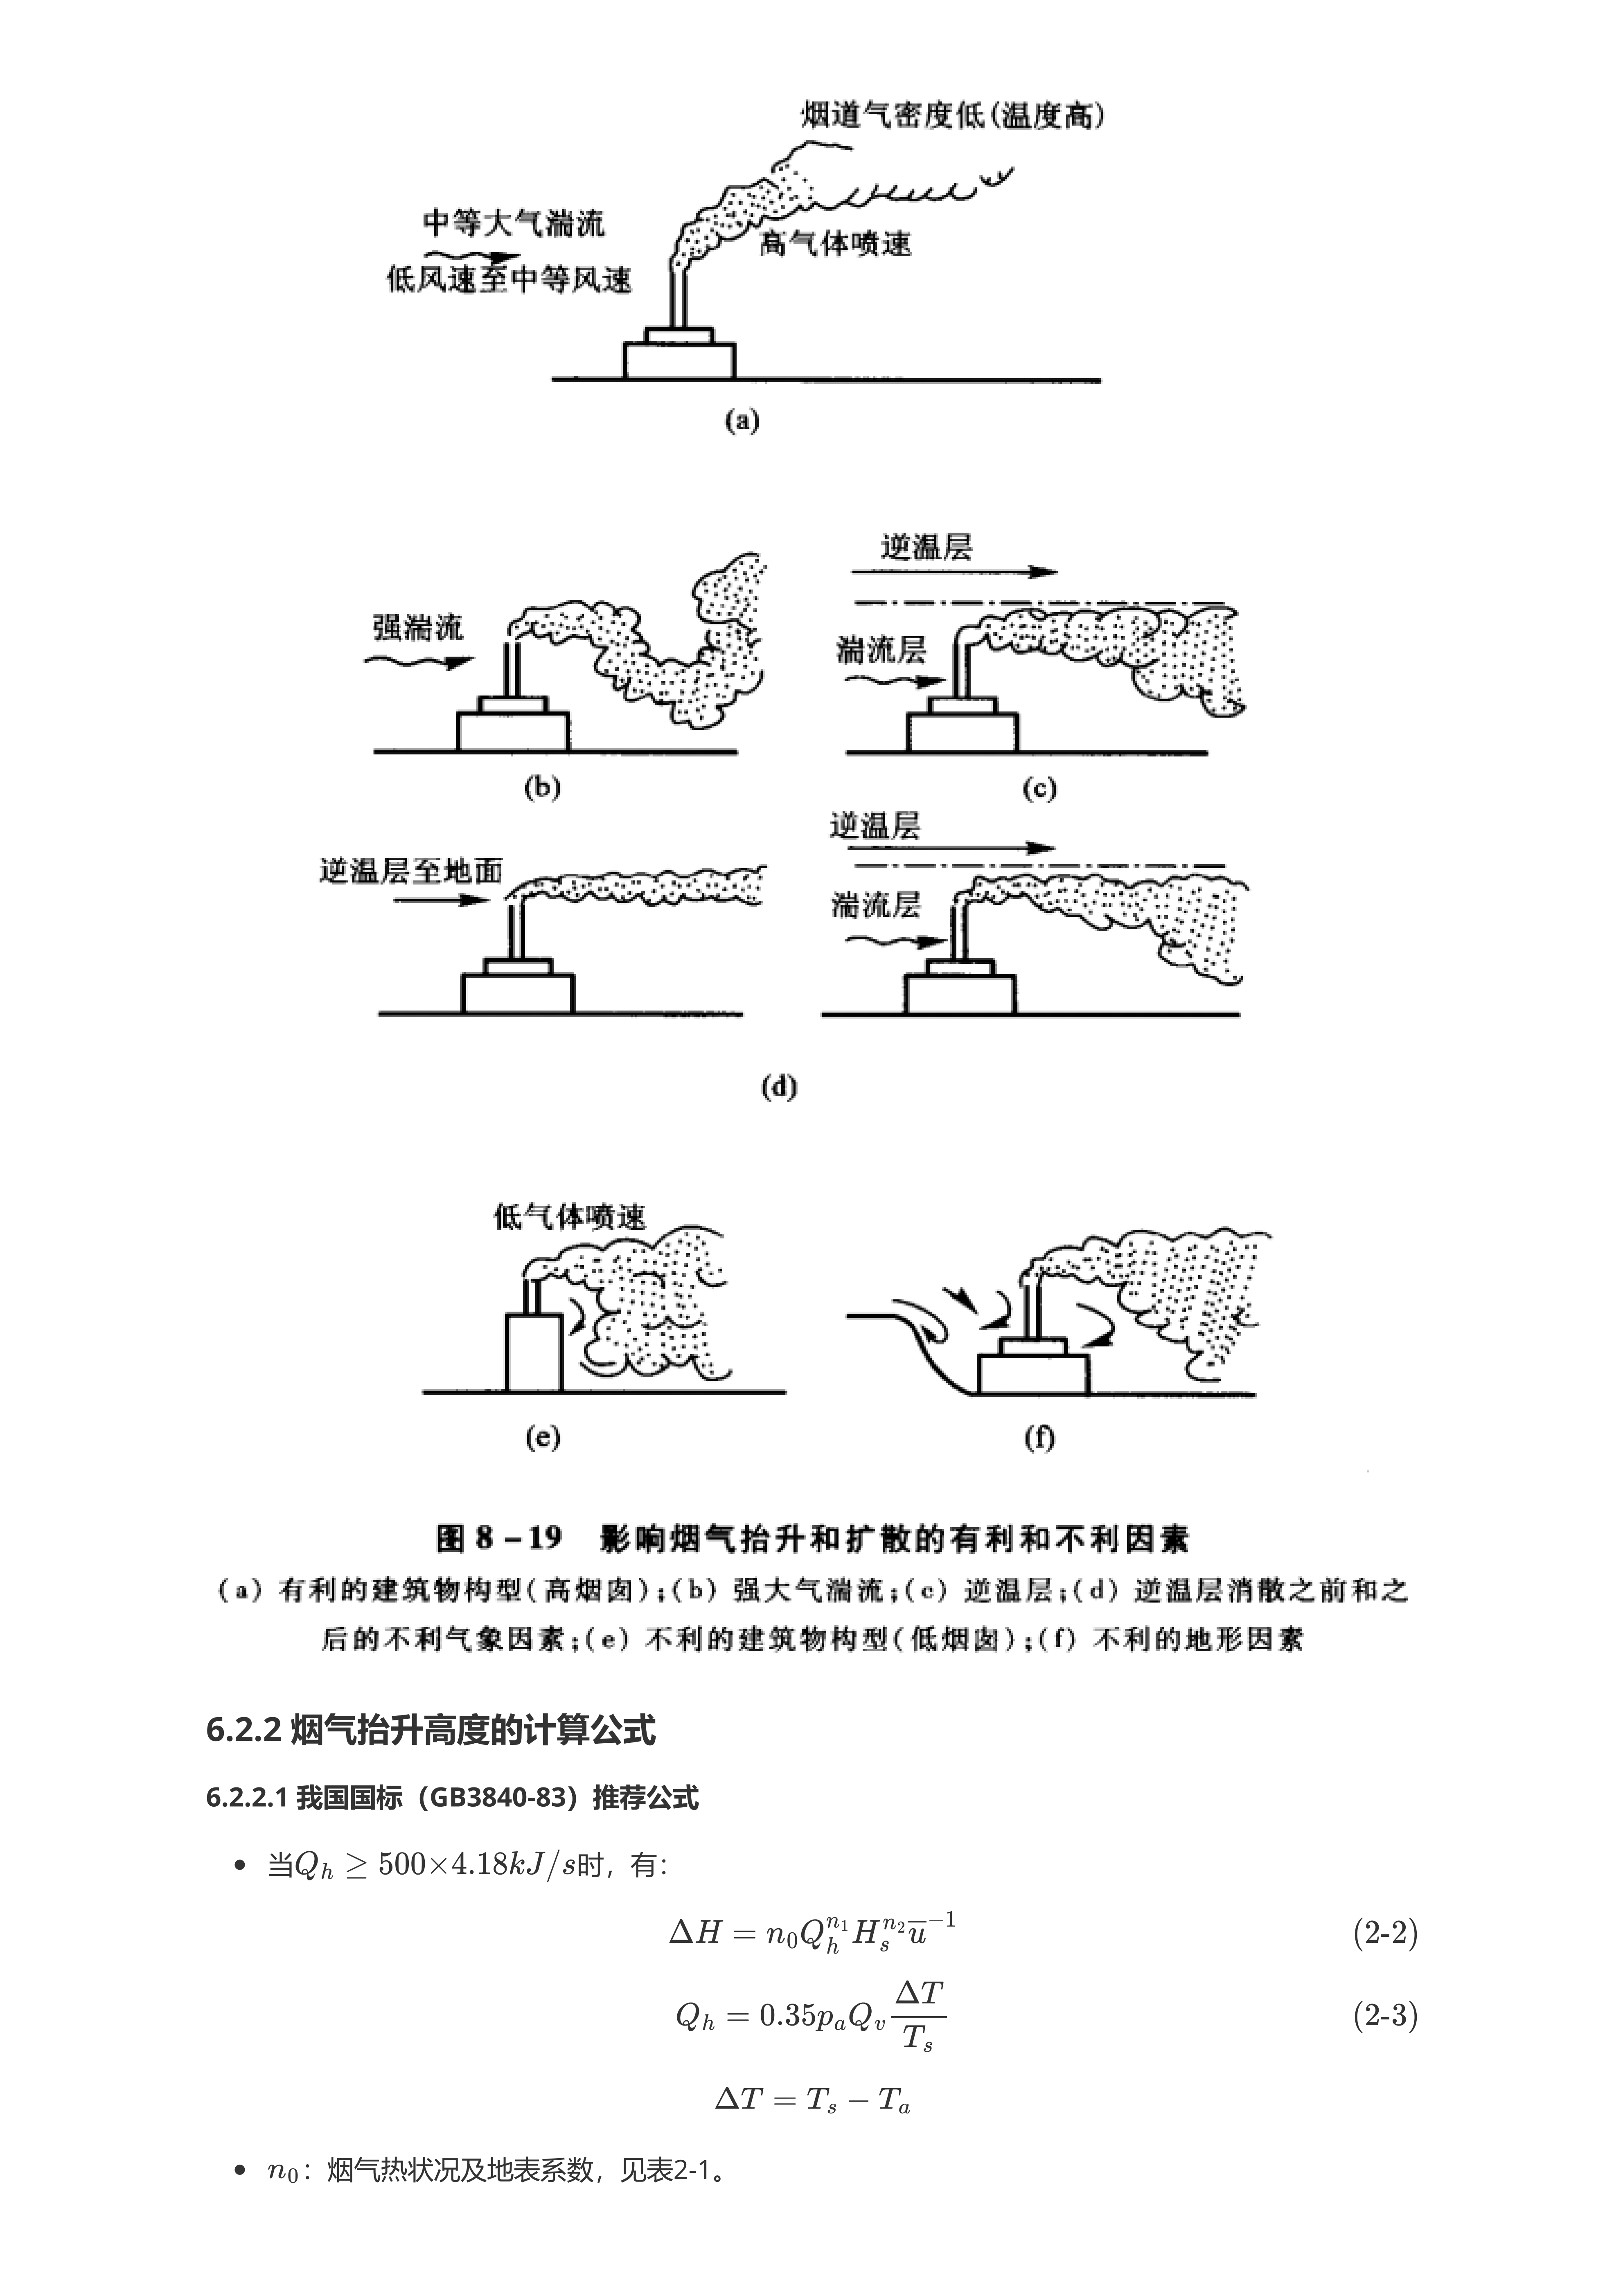 烟道气密度低(温度高)
中等大气湍流
高气体喷速
低风速至中等风速
(a)
逆温层
强湍流
湍流层
(b)
(c)
逆温层
逆温层至地面
湍流层
(d)
低气体喷速
(e)
(f)
图 8-19 影响烟气抬升和扩散的有利和不利因素
(a) 有利的建筑物构型(高烟囱);(b) 强大气湍流;(c) 逆温层;(d) 逆温层消散之前和之
后的不利气象因素;(e) 不利的建筑物构型(低烟囱);(f) 不利的地形因素
6.2.2 烟气抬升高度的计算公式
6.2.2.1 我国国标（GB3840-83）推荐公式
• 当$Q_h \geq 500 \times 4.18kJ/s$时，有：
$\Delta H = n_0 Q_h^{n_1} H_s^{n_2} \overline{u}^{-1}$ (2-2)
$Q_h = 0.35 p_a Q_v \frac{\Delta T}{T_s}$ (2-3)
$\Delta T = T_s - T_a$
• $n_0$：烟气热状况及地表系数，见表2-1。